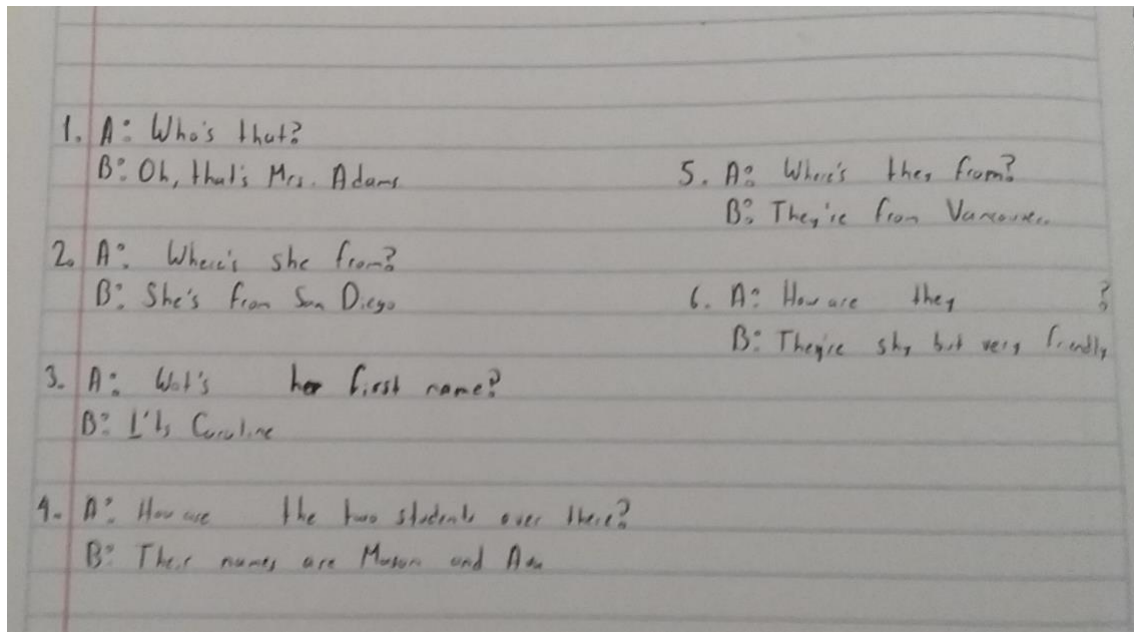 1. A: Who's that?
B: Oh, that's Mrs. Adams
2. A: Where's she from?
B: She's from San Diego
3. A: Wot's her first name?
B: Caroline
4. A: How are the two students over there?
B: Their names are Mason and
5. A: Where's they from?
B: They're from Vancouver.
6. A: How are they ?
B: They're shy but very friendly